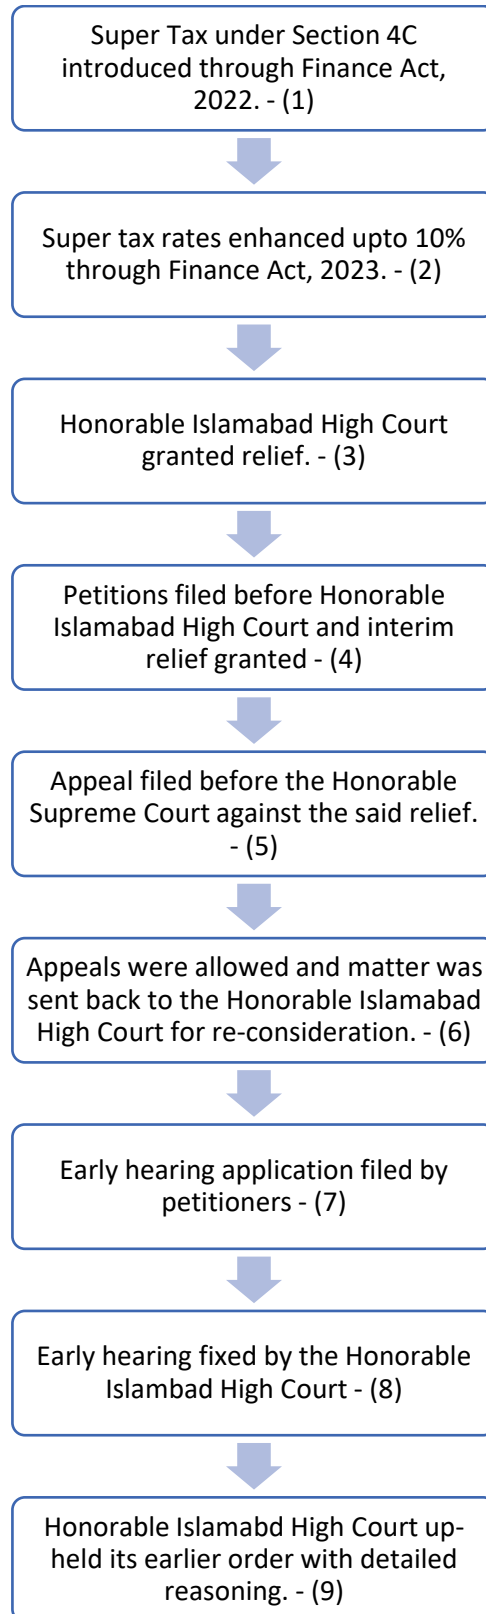 Super Tax under Section 4C
introduced through Finance Act,
2022. - (1)
Super tax rates enhanced upto 10%
through Finance Act, 2023. - (2)
Honorable Islamabad High Court
granted relief. - (3)
Petitions filed before Honorable
Islamabad High Court and interim
relief granted - (4)
Appeal filed before the Honorable
Supreme Court against the said relief.
- (5)
Appeals were allowed and matter was
sent back to the Honorable Islamabad
High Court for re-consideration. - (6)
Early hearing application filed by
petitioners - (7)
Early hearing fixed by the Honorable
Islambad High Court - (8)
Honorable Islamabd High Court up-
held its earlier order with detailed
reasoning. - (9)